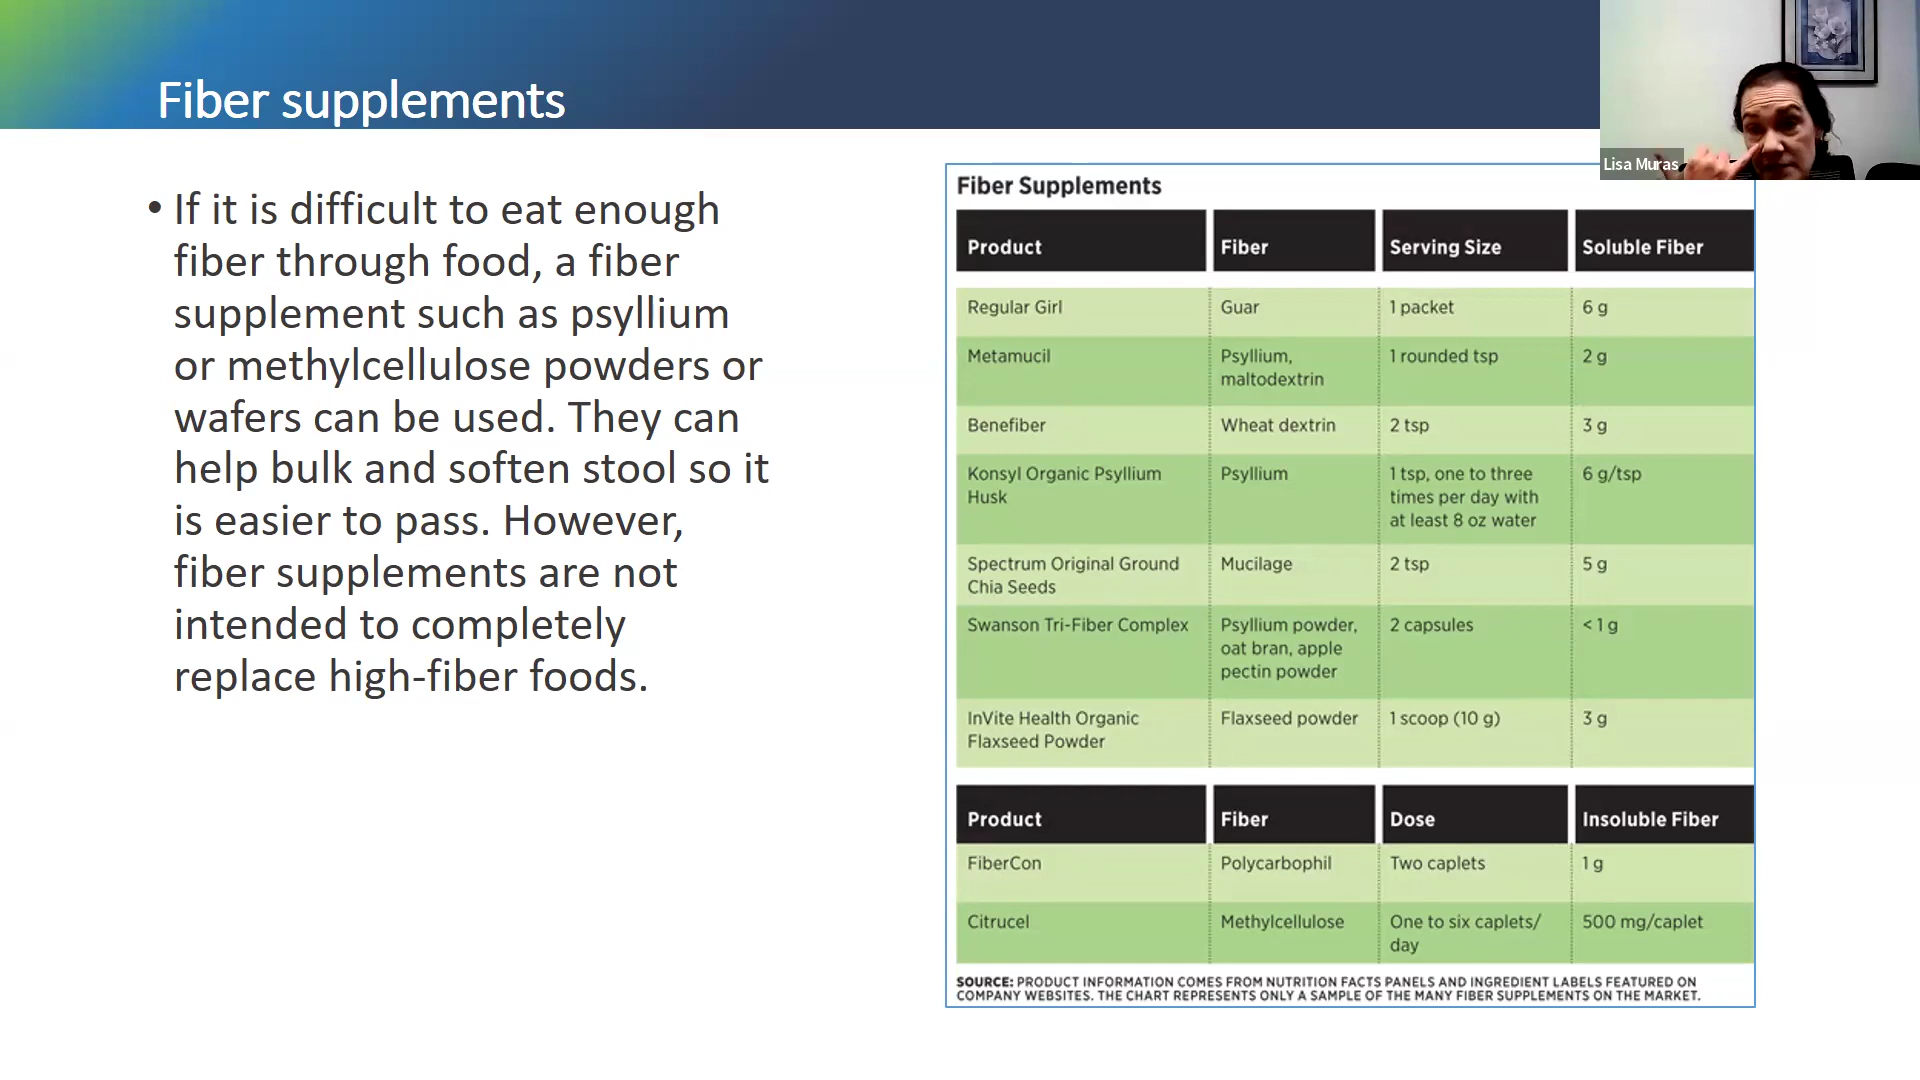 Fiber supplements
Lisa Muras
• If it is difficult to eat enough
fiber through food, a fiber
supplement such as psyllium
or methylcellulose powders or
wafers can be used. They can
help bulk and soften stool so it
is easier to pass. However,
fiber supplements are not
intended to completely
replace high-fiber foods.
Fiber Supplements
Product Fiber Serving Size Soluble Fiber
Regular Girl Guar 1 packet 6 g
Metamucil Psyllium, 1 rounded tsp 2 g
maltodextrin
Benefiber Wheat dextrin 2 tsp 3 g
Konsyl Organic Psyllium Psyllium 1 tsp, one to three 6 g/tsp
Husk times per day with
at least 8 oz water
Spectrum Original Ground Mucilage 2 tsp 5 g
Chia Seeds
Swanson Tri-Fiber Complex Psyllium powder, 2 capsules < 1 g
oat bran, apple
pectin powder
InVite Health Organic Flaxseed powder 1 scoop (10 g) 3 g
Flaxseed Powder
Product Fiber Dose Insoluble Fiber
FiberCon Polycarbophil Two caplets 1 g
Citrucel Methylcellulose One to six caplets/ 500 mg/caplet
day
SOURCE: PRODUCT INFORMATION COMES FROM NUTRITION FACTS PANELS AND INGREDIENT LABELS FEATURED ON
COMPANY WEBSITES. THE CHART REPRESENTS ONLY A SAMPLE OF THE MANY FIBER SUPPLEMENTS ON THE MARKET.